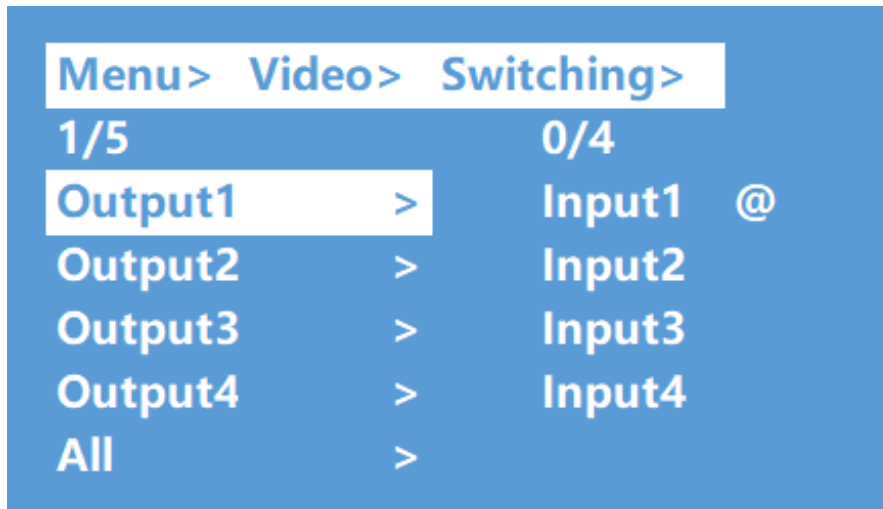 Menu> Video> Switching>
1/5 0/4
Output1 > Input1 @
Output2 > Input2
Output3 > Input3
Output4 > Input4
All >